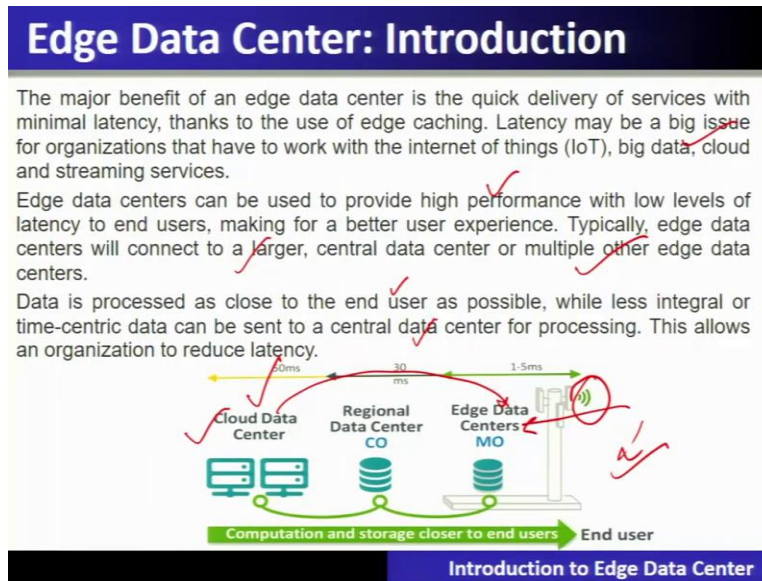 Edge Data Center: Introduction
The major benefit of an edge data center is the quick delivery of services with
minimal latency, thanks to the use of edge caching. Latency may be a big issue
for organizations that have to work with the internet of things (IoT), big data, cloud
and streaming services.
Edge data centers can be used to provide high performance with low levels of
latency to end users, making for a better user experience. Typically, edge data
centers will connect to a larger, central data center or multiple other edge data
centers.
Data is processed as close to the end user as possible, while less integral or
time-centric data can be sent to a central data center for processing. This allows
an organization to reduce latency.
30
ms
1-5ms
Cloud Data
Center
Regional
Data Center
CO
Edge Data
Centers
MO
Computation and storage closer to end users
End user
Introduction to Edge Data Center